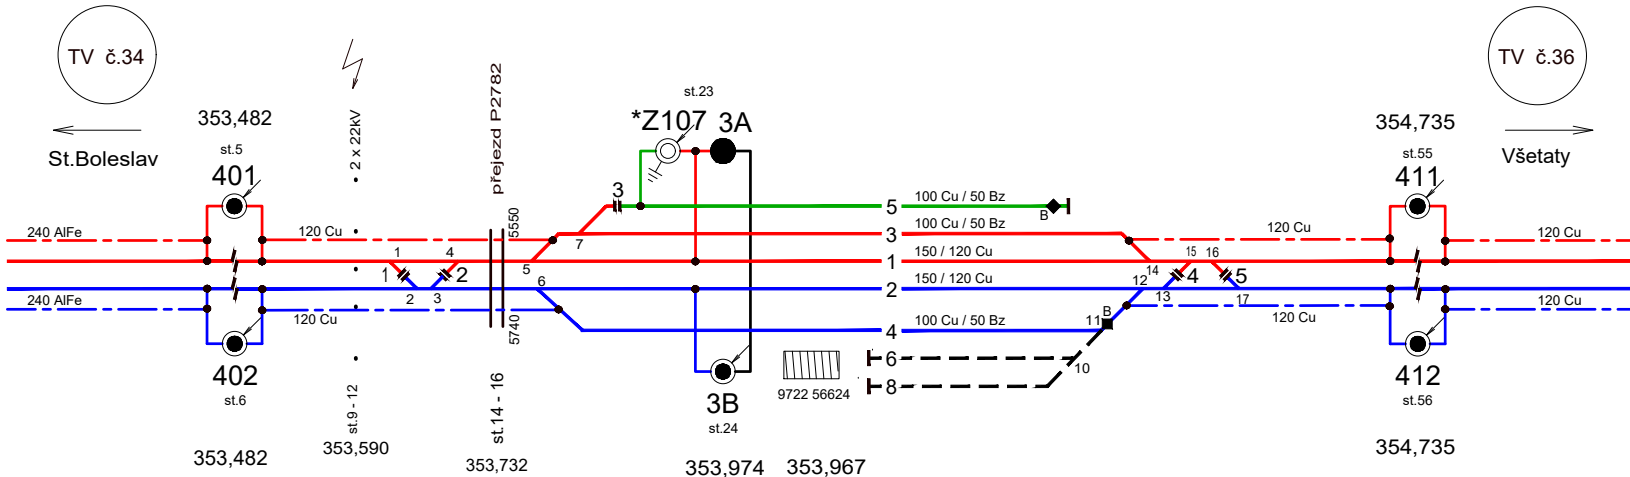 TV č.34
St.Boleslav
353,482
st.5
401
2 x 22kV
přejezd P2782
st.23
*Z107
3A
354,735
st.55
411
TV č.36
Všetaty
3
5
100 Cu / 50 Bz
B
240 AlFe
120 Cu
5550
7
3
100 Cu / 50 Bz
120 Cu
120 Cu
1
4
5
1
150 / 120 Cu
14
15
16
1
2
4
5
2
3
6
2
150 / 120 Cu
12
13
17
240 AlFe
120 Cu
5740
4
100 Cu / 50 Bz
11
B
120 Cu
120 Cu
6
10
8
402
st.6
st.9 - 12
st.14 - 16
3B
st.24
9722 56624
412
st.56
353,482
353,590
353,732
353,974
353,967
354,735